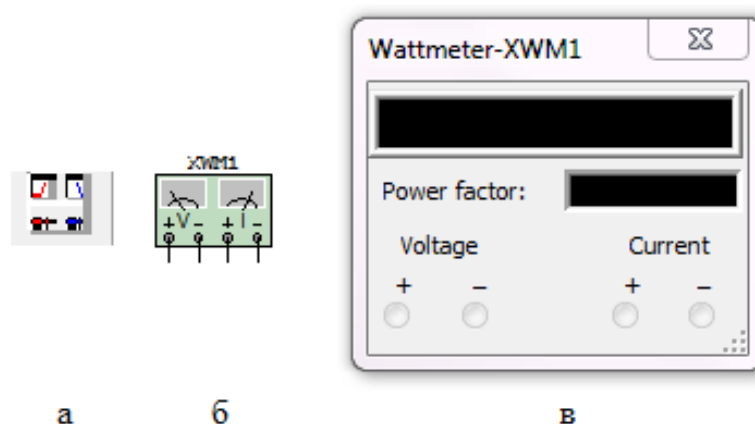 Wattmeter-XWM1
XWM1
+ V - + I -
Power factor:
Voltage Current
+ - + -
а б в